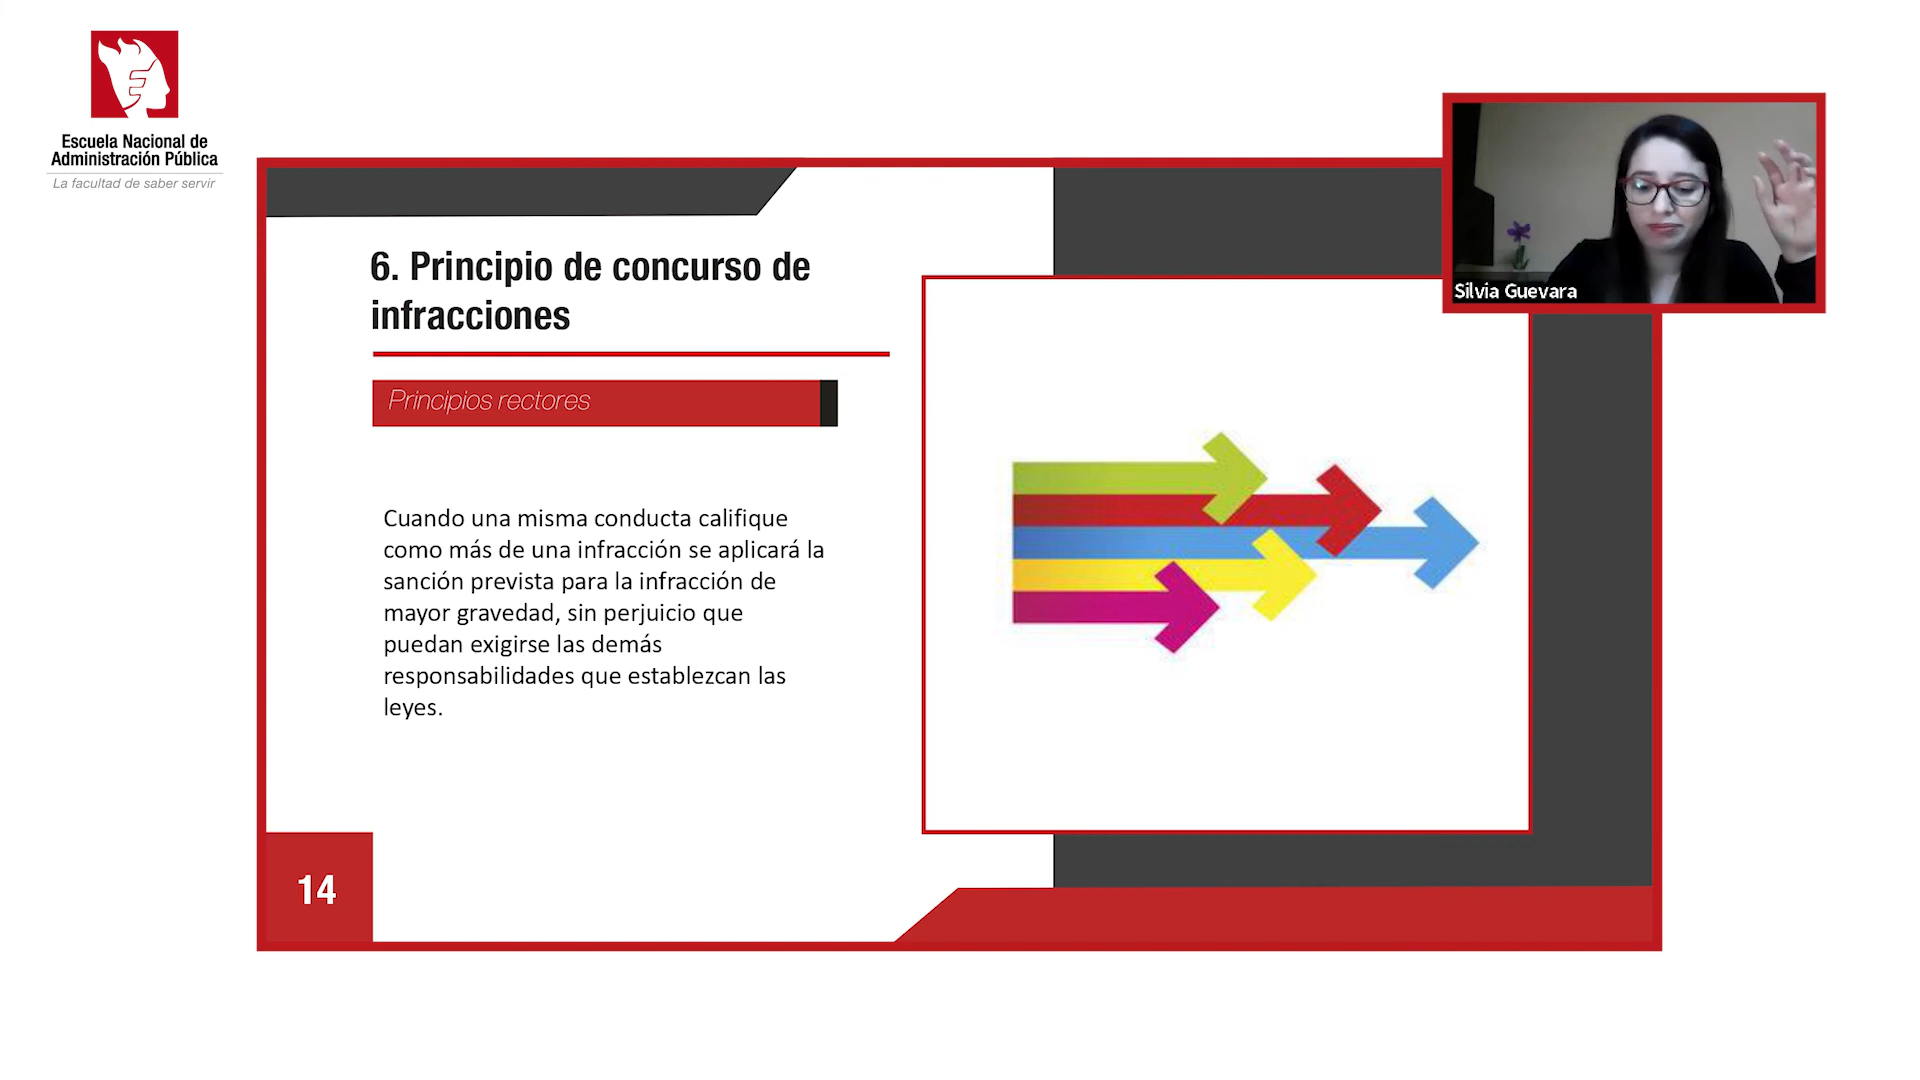 Escuela Nacional de
Administración Pública
La facultad de saber servir
6. Principio de concurso de
infracciones
Principios rectores
Cuando una misma conducta califique
como más de una infracción se aplicará la
sanción prevista para la infracción de
mayor gravedad, sin perjuicio que
puedan exigirse las demás
responsabilidades que establezcan las
leyes.
14
Silvia Guevara